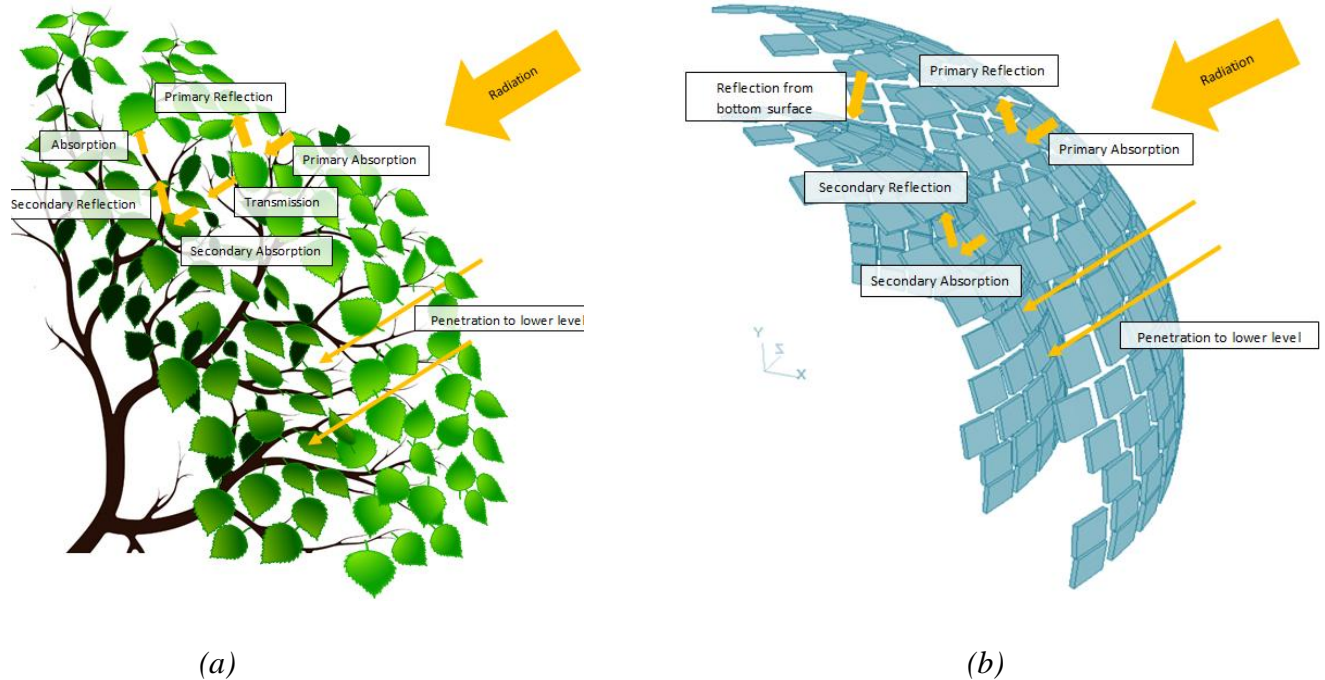 Radiation
Primary Reflection
Absorption
Primary Absorption
Secondary Reflection
Transmission
Secondary Absorption
Penetration to lower level
(a)
Radiation
Primary Reflection
Reflection from
bottom surface
Primary Absorption
Secondary Reflection
Secondary Absorption
Penetration to lower level
Y
Z
X
(b)